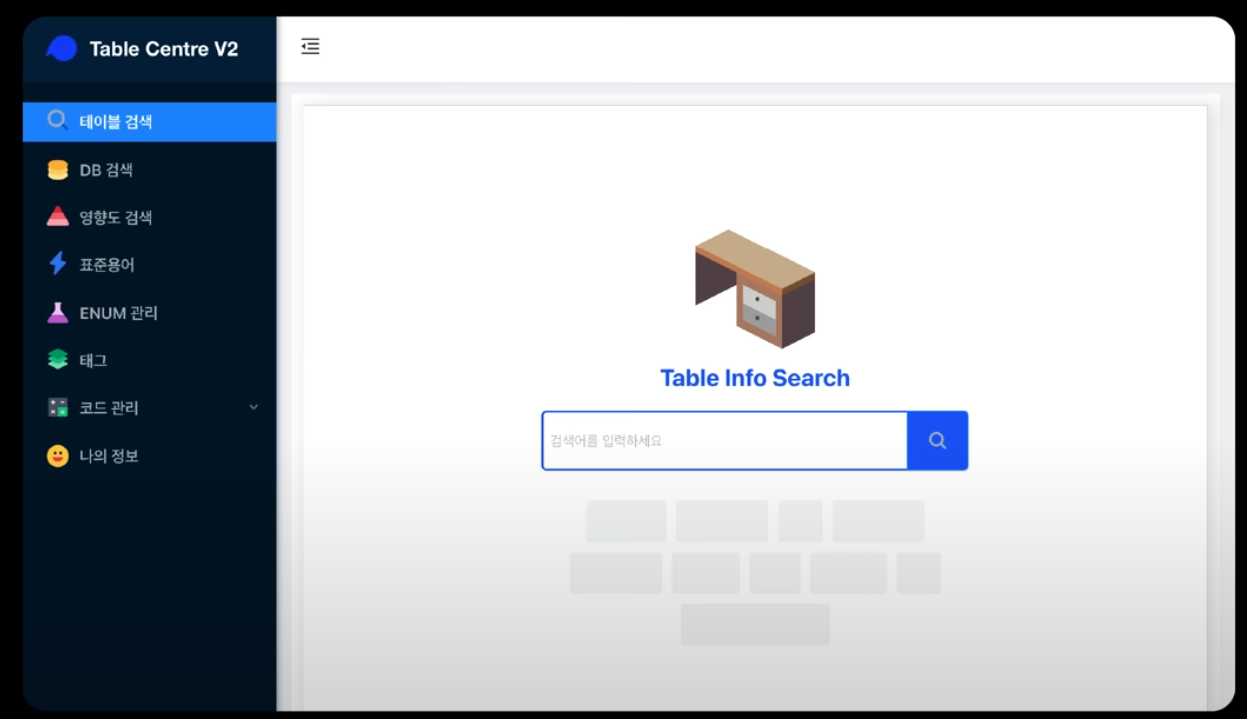 Table Centre V2
테이블 검색
DB 검색
영향도 검색
표준용어
ENUM 관리
태그
코드 관리
나의 정보
Table Info Search
검색어를 입력하세요